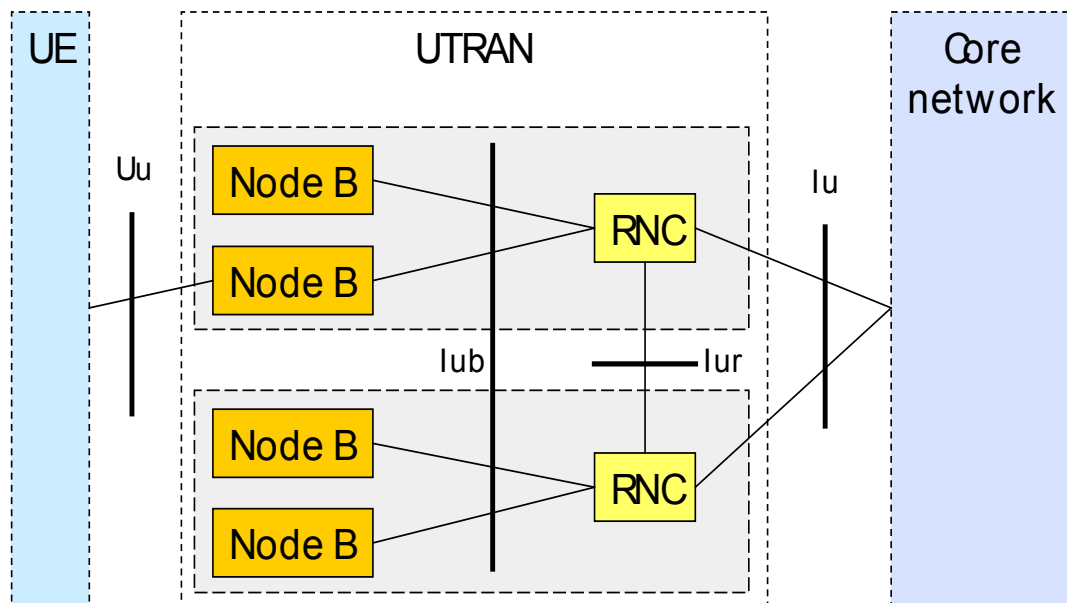 UE
UTRAN
Core
network
Uu
Node B
Node B
RNC
Iu
Iub
Iur
Node B
Node B
RNC